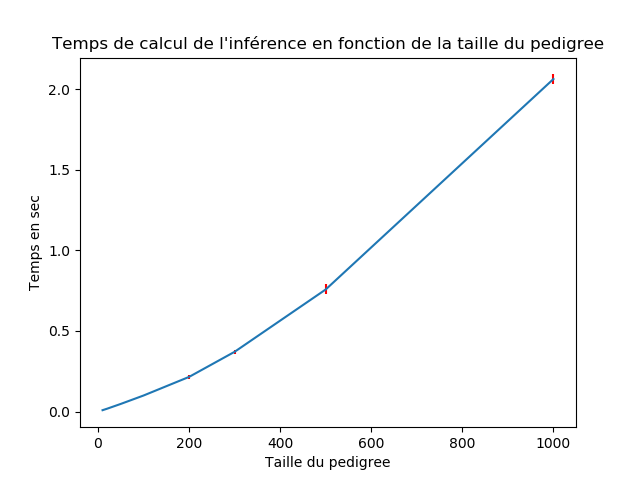 Temps de calcul de l'inférence en fonction de la taille du pedigree
2.0
1.5
1.0
0.5
0.0
Temps en sec
0 200 400 600 800 1000
Taille du pedigree